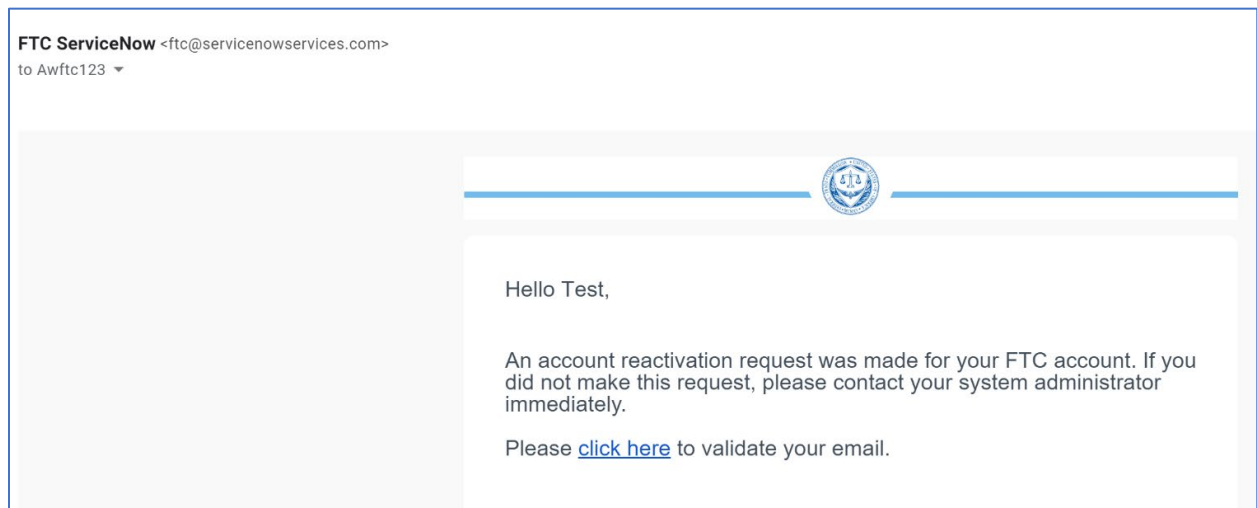 FTC ServiceNow <ftc@servicenowservices.com>
to Awftc123
Hello Test,
An account reactivation request was made for your FTC account. If you
did not make this request, please contact your system administrator
immediately.
Please click here to validate your email.